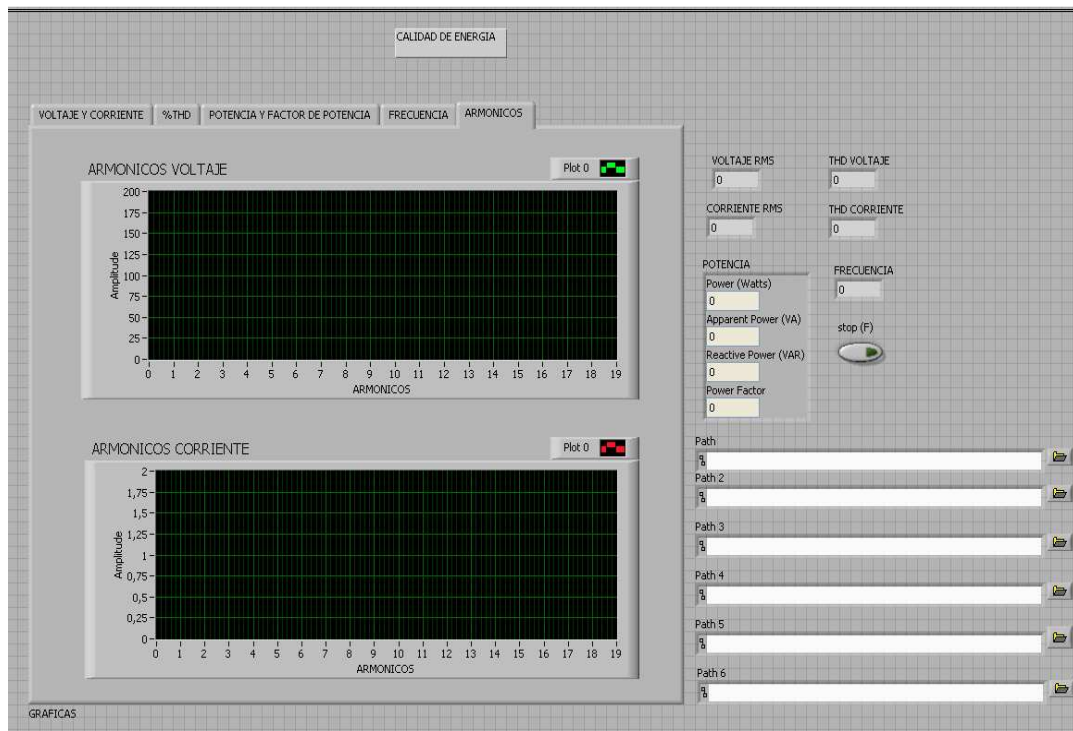 CALIDAD DE ENERGIA
VOLTAJE Y CORRIENTE %THD POTENCIA Y FACTOR DE POTENCIA FRECUENCIA ARMONICOS
ARMONICOS VOLTAJE
Plot 0
200
175
150
125
100
75
50
25
0
Amplitude
0 1 2 3 4 5 6 7 8 9 10 11 12 13 14 15 16 17 18 19
ARMONICOS
ARMONICOS CORRIENTE
Plot 0
2
1,75
1,5
1,25
1
0,75
0,5
0,25
0
Amplitude
0 1 2 3 4 5 6 7 8 9 10 11 12 13 14 15 16 17 18 19
ARMONICOS
GRAFICAS
VOLTAJE RMS
0
THD VOLTAJE
0
CORRIENTE RMS
0
THD CORRIENTE
0
POTENCIA
Power (Watts)
0
Apparent Power (VA)
0
Reactive Power (VAR)
0
Power Factor
0
FRECUENCIA
0
stop (F)
Path
Path 2
Path 3
Path 4
Path 5
Path 6